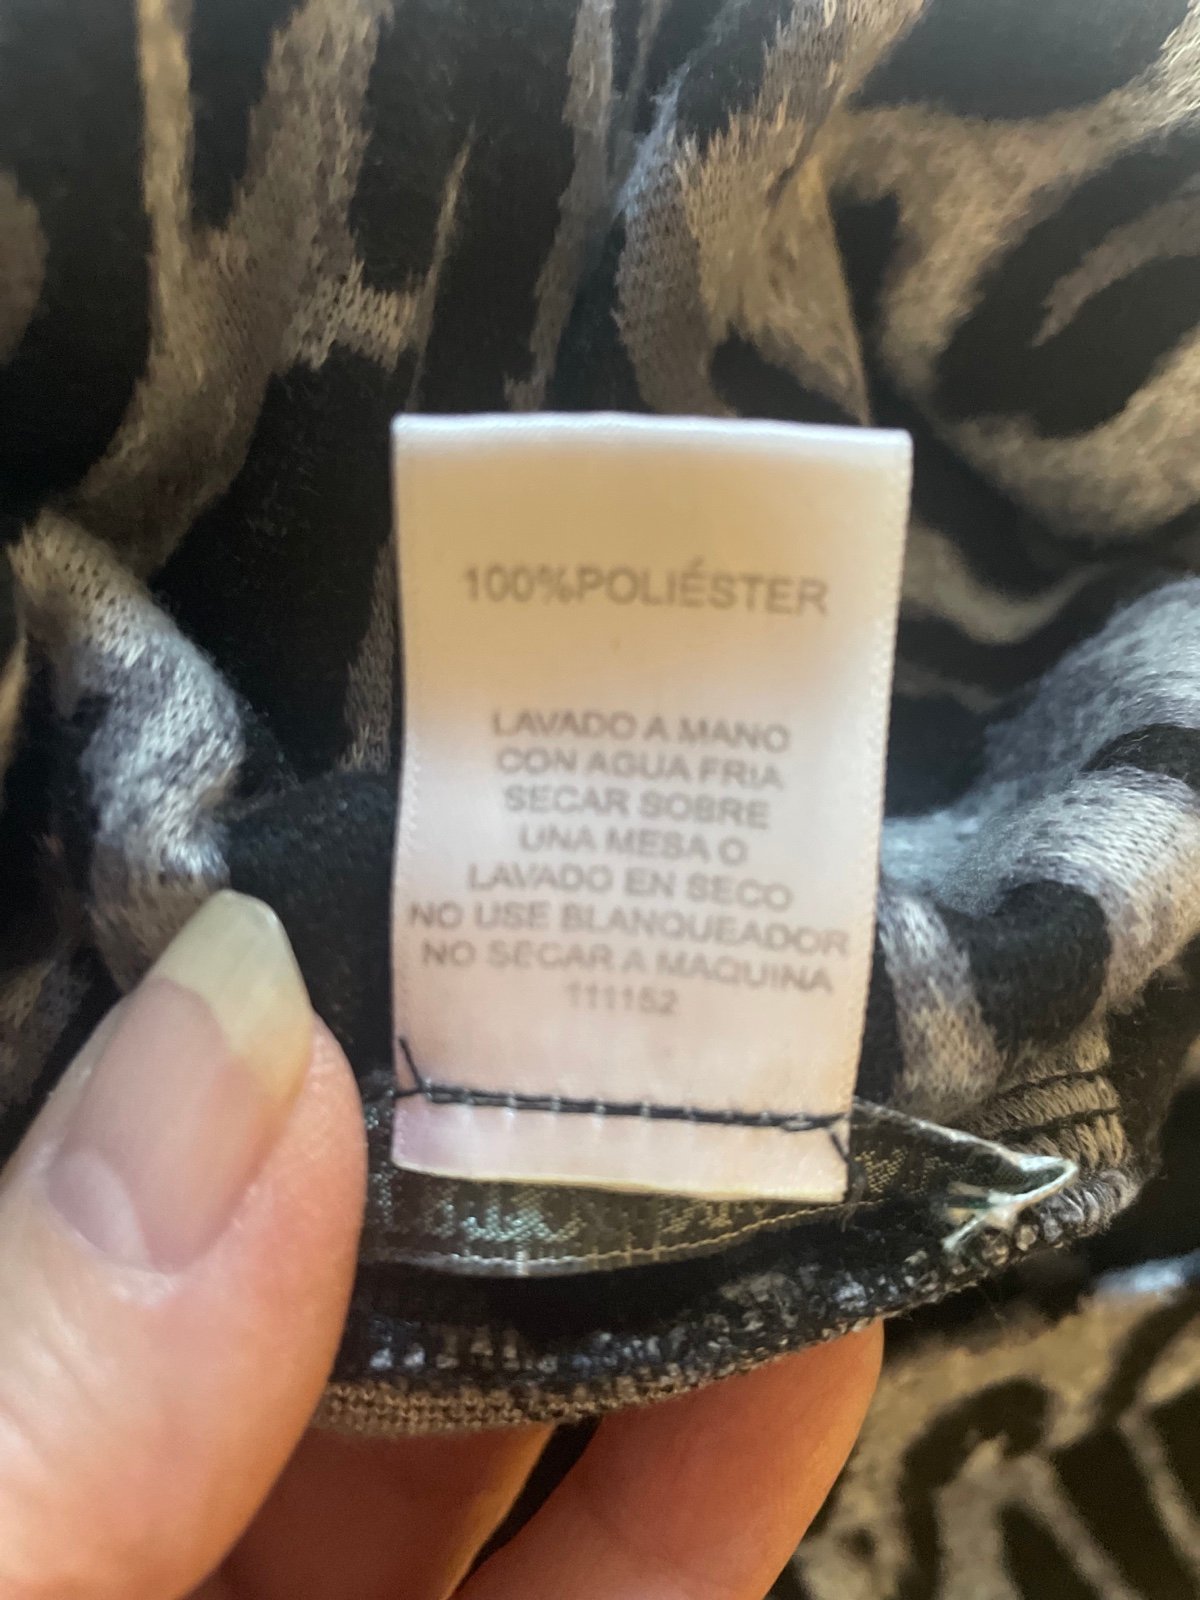 100%POLIÉSTER
LAVADO A MANO
CON AGUA FRIA
SECAR SOBRE
UNA MESA O
LAVADO EN SECO
NO USE BLANQUEADOR
NO SECAR A MAQUINA
111152